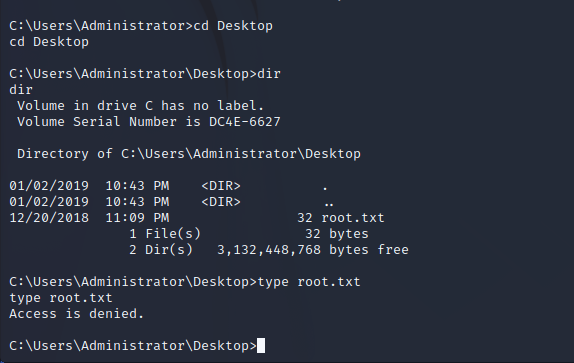 C:\Users\Administrator>cd Desktop
cd Desktop
C:\Users\Administrator\Desktop>dir
dir
 Volume in drive C has no label.
 Volume Serial Number is DC4E-6627
 Directory of C:\Users\Administrator\Desktop
01/02/2019  10:43 PM    <DIR>          .
01/02/2019  10:43 PM    <DIR>          ..
12/20/2018  11:09 PM                32 root.txt
               1 File(s)             32 bytes
               2 Dir(s)   3,132,448,768 bytes free
C:\Users\Administrator\Desktop>type root.txt
type root.txt
Access is denied.
C:\Users\Administrator\Desktop>